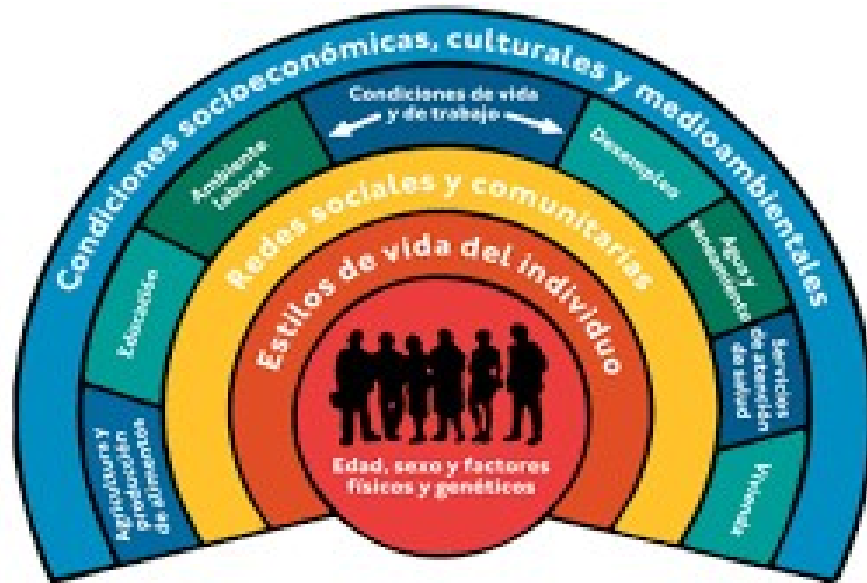 Condiciones socioeconómicas, culturales y medioambientales
Condiciones de vida
y de trabajo
Agricultura y
producción
de alimentos
Educación
Ambiente
laboral
Desempleo
Agua y
saneamiento
Servicios
de atención
de salud
Vivienda
Redes sociales y comunitarias
Estilos de vida del individuo
Edad, sexo y factores
físicos y genéticos